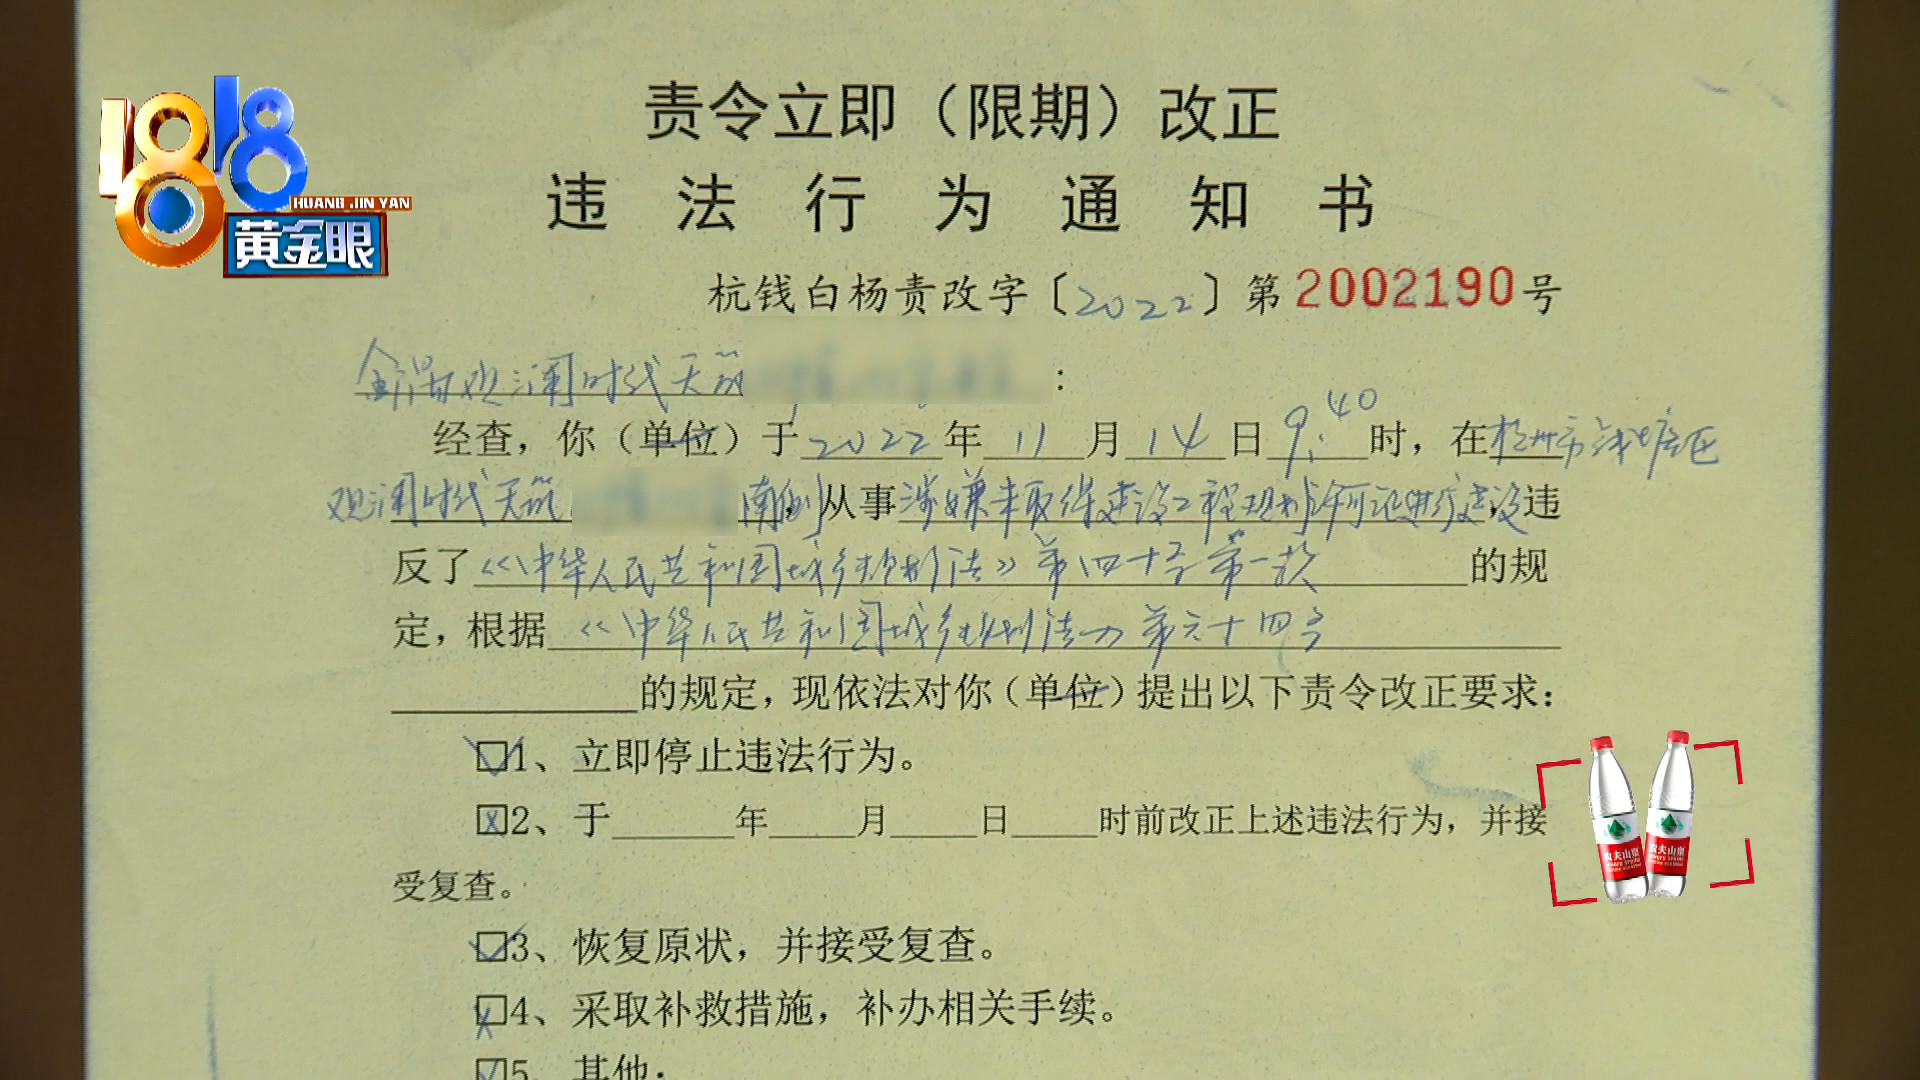 1818
HUANG JIN YAN
黄金眼
责令立即（限期）改正
违法行为通知书
杭钱白杨责改字〔2022〕第2002190号
观澜时代天筑：
经查，你（单位）于2022年11月14日9:40时，在杭州市钱塘区
观澜时代天筑南侧，从事涉嫌未取得建设工程规划许可证进行建设，违
反了《中华人民共和国城乡规划法》第四十条第一款的规
定，根据《中华人民共和国城乡规划法》第六十四条
的规定，现依法对你（单位）提出以下责令改正要求：
☑1、立即停止违法行为。
☒2、于年月日时前改正上述违法行为，并接
受复查。
☑3、恢复原状，并接受复查。
☒4、采取补救措施，补办相关手续。
☑5、其他：
农夫山泉
农夫山泉